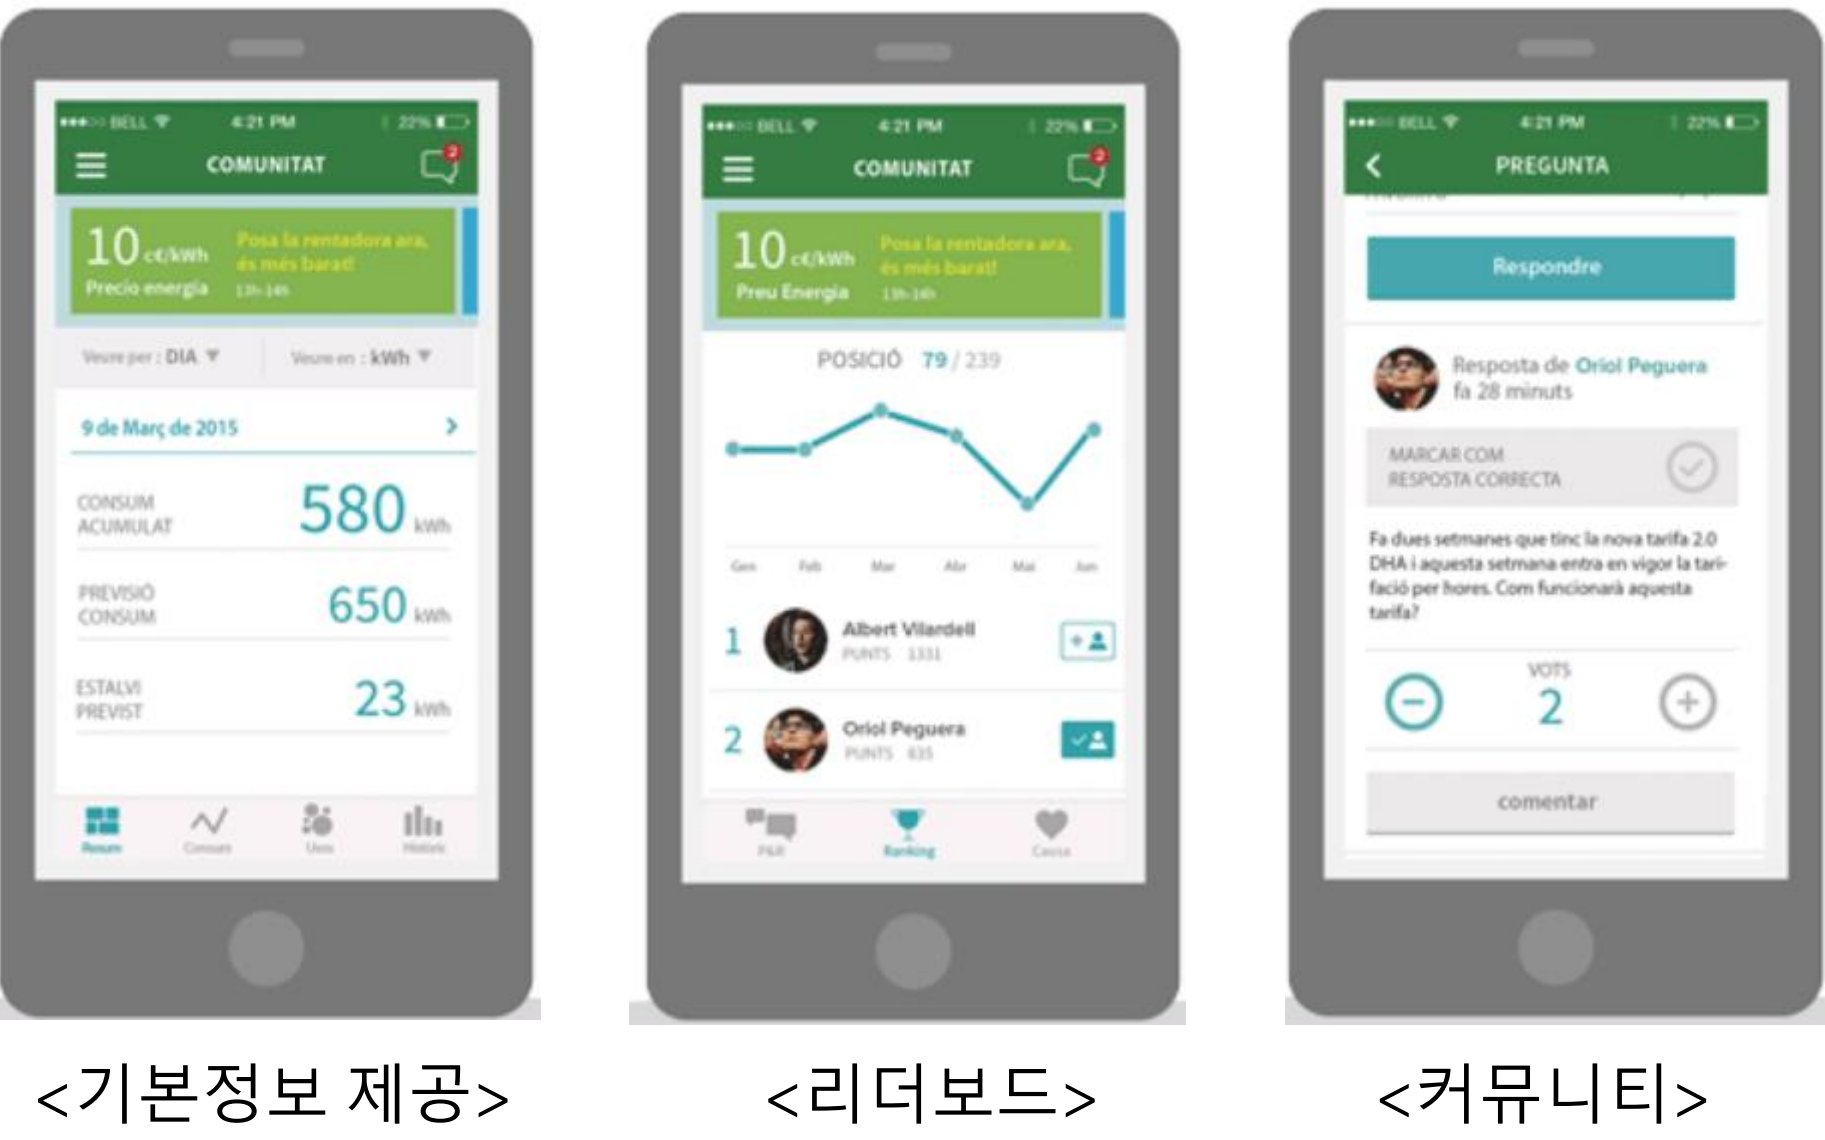 BELL
4:21 PM
22%
COMUNITAT
2
10 c€/kWh
Precio energía
Posa la rentadora ara,
és més barat!
13h-14h
Veure per : DIA
Veure en : kWh
9 de Març de 2015
CONSUM
ACUMULAT
580 kWh
PREVISIÓ
CONSUM
650 kWh
ESTALVI
PREVIST
23 kWh
Resum
Consum
Usos
Històric
<기본정보 제공>
BELL
4:21 PM
22%
COMUNITAT
2
10 c€/kWh
Preu Energia
Posa la rentadora ara,
és més barat!
13h-14h
POSICIÓ 79 / 239
Gen Feb Mar Abr Mai Jun
1
Albert Vilardell
PUNTS 1331
2
Oriol Peguera
PUNTS 835
P&R
Ranking
Causa
<리더보드>
BELL
4:21 PM
22%
PREGUNTA
Respondre
Resposta de Oriol Peguera
fa 28 minuts
MARCAR COM
RESPOSTA CORRECTA
Fa dues setmanes que tinc la nova tarifa 2.0
DHA i aquesta setmana entra en vigor la tari-
fació per hores. Com funcionarà aquesta
tarifa?
VOTS
2
comentar
<커뮤니티>